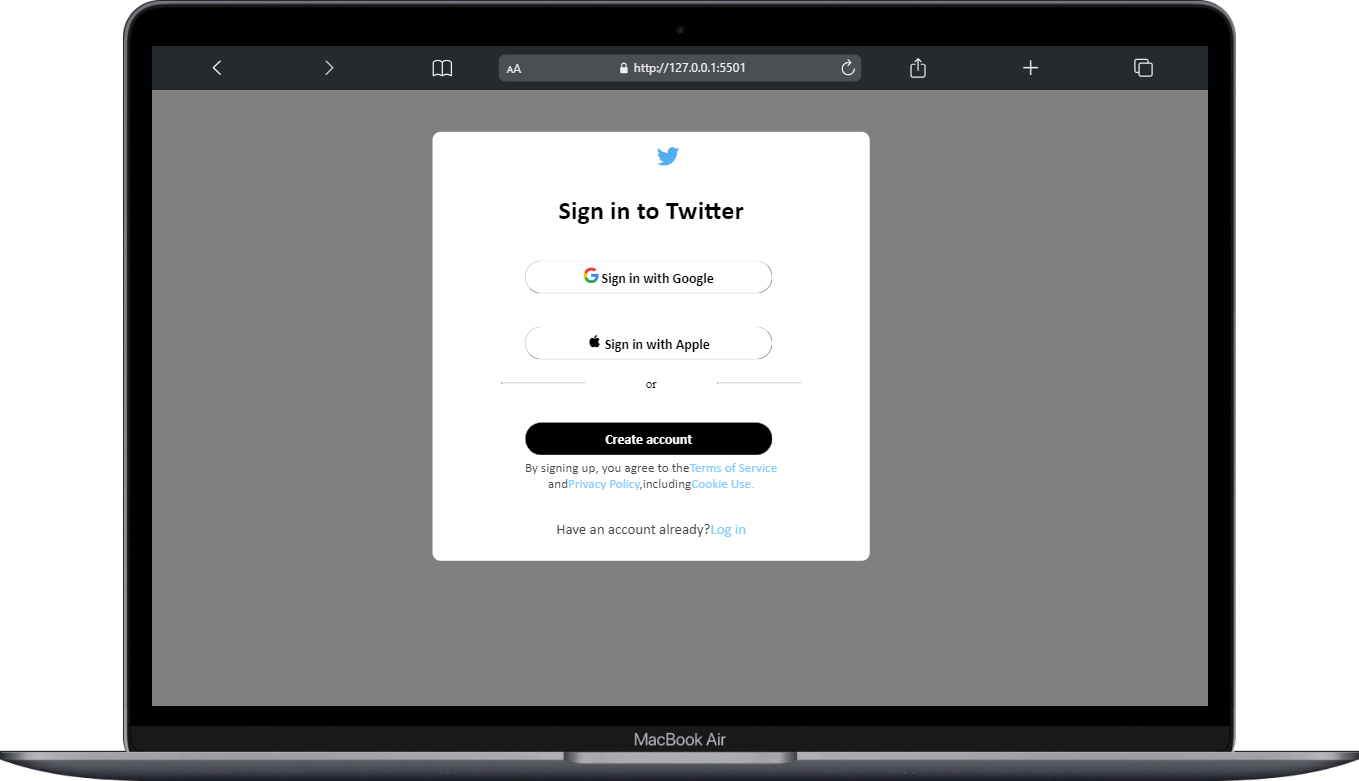 AA
http://127.0.0.1:5501
Sign in to Twitter
Sign in with Google
Sign in with Apple
or
Create account
By signing up, you agree to theTerms of Service
andPrivacy Policy,includingCookie Use.
Have an account already?Log in
MacBook Air